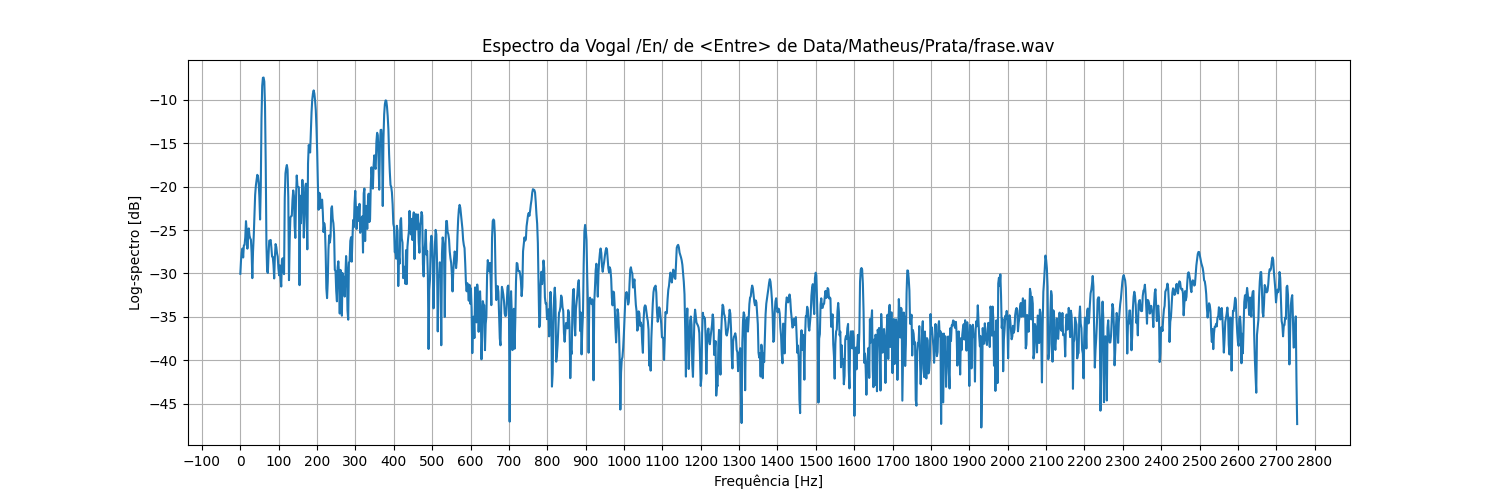 Espectro da Vogal /En/ de <Entre> de Data/Matheus/Prata/frase.wav
Log-spectro [dB]
−10
−15
−20
−25
−30
−35
−40
−45
−100 0 100 200 300 400 500 600 700 800 900 1000 1100 1200 1300 1400 1500 1600 1700 1800 1900 2000 2100 2200 2300 2400 2500 2600 2700 2800
Frequência [Hz]